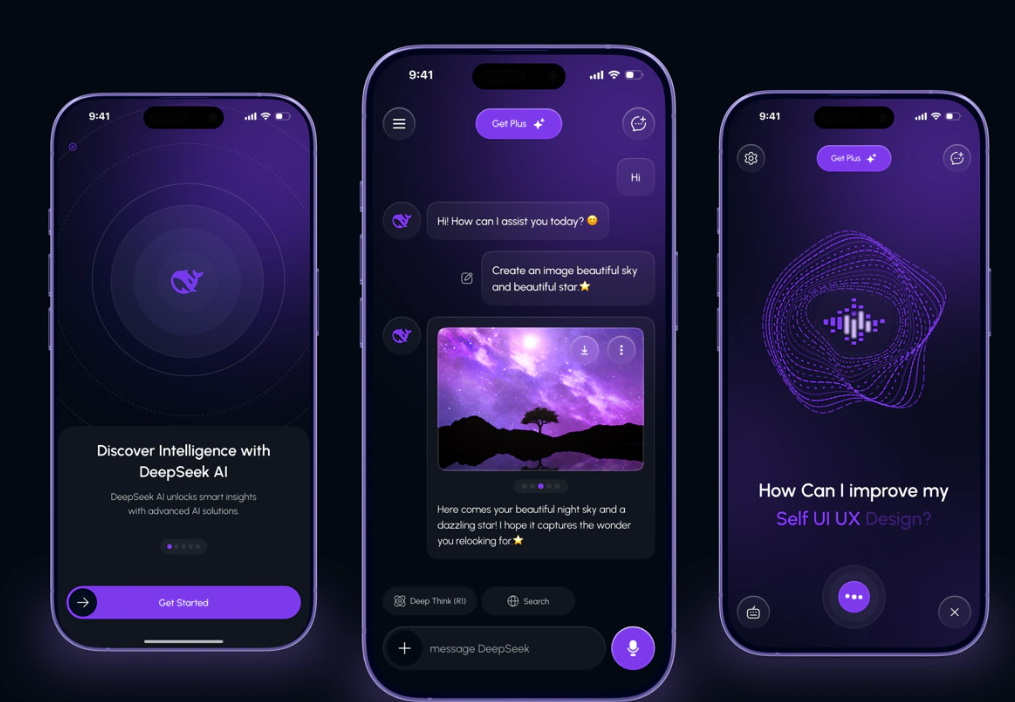 9:41
Discover Intelligence with
DeepSeek AI
DeepSeek AI unlocks smart insights
with advanced AI solutions.
Get Started
9:41
Get Plus
Hi
Hi! How can I assist you today? 😊
Create an image beautiful sky
and beautiful star.⭐
Here comes your beautiful night sky and a
dazzling star! I hope it captures the wonder
you relooking for.⭐
Deep Think (R1)
Search
message DeepSeek
9:41
Get Plus
How Can I improve my
Self UI UX Design?